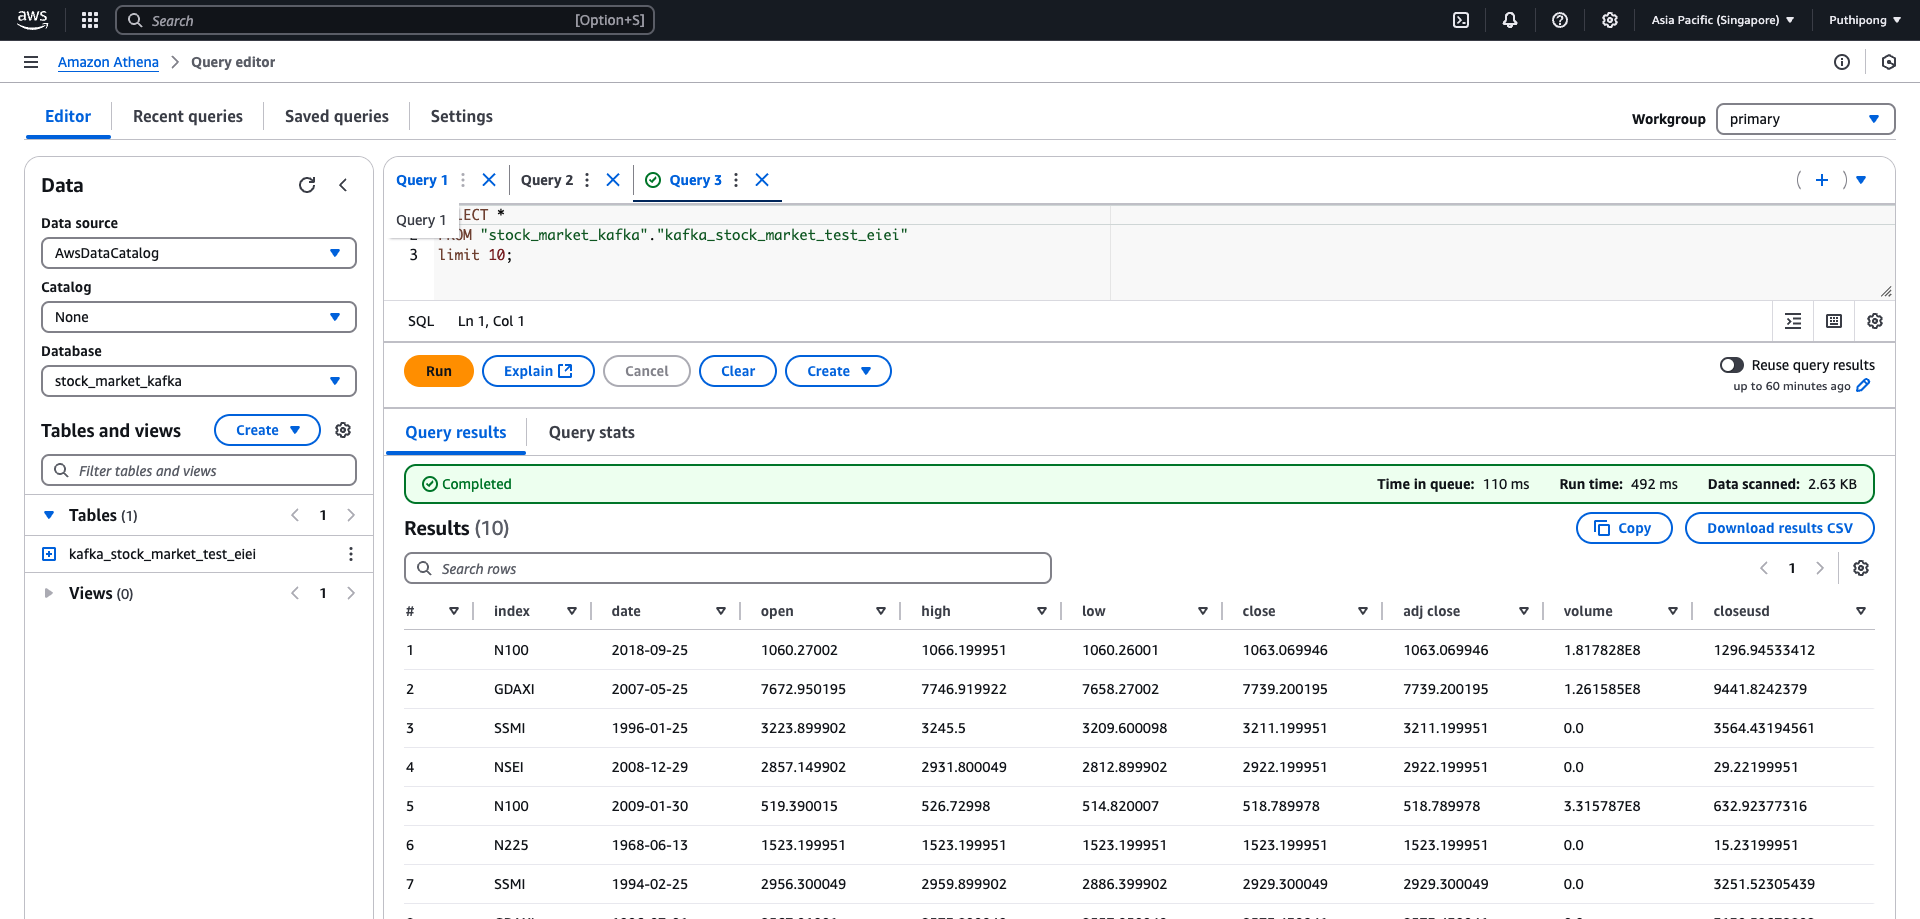 aws
Search [Option+S]
Asia Pacific (Singapore)
Puthipong
Amazon Athena > Query editor
Editor
Recent queries
Saved queries
Settings
Workgroup
primary
Data
Data source
AwsDataCatalog
Catalog
None
Database
stock_market_kafka
Tables and views
Create
Filter tables and views
Tables (1)
1
kafka_stock_market_test_eiei
Views (0)
1
Query 1
Query 2
Query 3
Query 1
LECT *
OM "stock_market_kafka"."kafka_stock_market_test_eiei"
3 limit 10;
SQL Ln 1, Col 1
Run
Explain
Cancel
Clear
Create
Reuse query results
up to 60 minutes ago
Query results
Query stats
Completed
Time in queue: 110 ms
Run time: 492 ms
Data scanned: 2.63 KB
Results (10)
Copy
Download results CSV
Search rows
1
# index date open high low close adj close volume closeusd
1 N100 2018-09-25 1060.27002 1066.199951 1060.26001 1063.069946 1063.069946 1.817828E8 1296.94533412
2 GDAXI 2007-05-25 7672.950195 7746.919922 7658.27002 7739.200195 7739.200195 1.261585E8 9441.8242379
3 SSMI 1996-01-25 3223.899902 3245.5 3209.600098 3211.199951 3211.199951 0.0 3564.43194561
4 NSEI 2008-12-29 2857.149902 2931.800049 2812.899902 2922.199951 2922.199951 0.0 29.22199951
5 N100 2009-01-30 519.390015 526.72998 514.820007 518.789978 518.789978 3.315787E8 632.92377316
6 N225 1968-06-13 1523.199951 1523.199951 1523.199951 1523.199951 1523.199951 0.0 15.23199951
7 SSMI 1994-02-25 2956.300049 2959.899902 2886.399902 2929.300049 2929.300049 0.0 3251.52305439